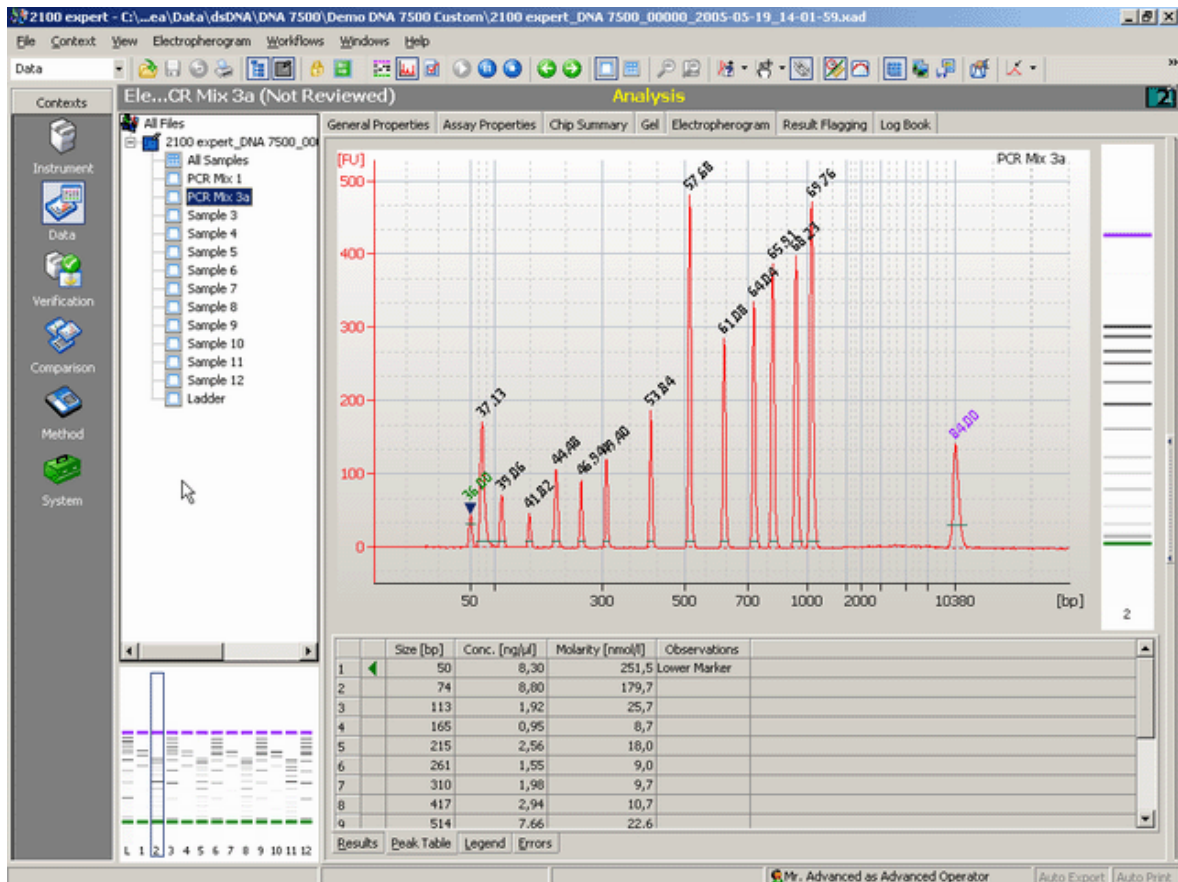 2100 expert - C:\...ea\Data\dsDNA\DNA 7500\Demo DNA 7500 Custom\2100 expert_DNA 7500_00000_2005-05-19_14-01-59.xad
File Context View Electropherogram Workflows Windows Help
Data
Contexts
Instrument
Data
Verification
Comparison
Method
System
Ele...CR Mix 3a (Not Reviewed)
Analysis
2
All Files
2100 expert_DNA 7500_00
All Samples
PCR Mix 1
PCR Mix 3a
Sample 3
Sample 4
Sample 5
Sample 6
Sample 7
Sample 8
Sample 9
Sample 10
Sample 11
Sample 12
Ladder
L 1 2 3 4 5 6 7 8 9 10 11 12
General Properties Assay Properties Chip Summary Gel Electropherogram Result Flagging Log Book
[FU]
PCR Mix 3a
500
400
300
200
100
0
36.00
37.13
39.06
41.82
44.48
46.94
49.40
53.84
57.68
61.08
64.04
65.91
68.23
69.76
84.00
50 300 500 700 1000 2000 10380 [bp]
2
Size [bp] Conc. [ng/µl] Molarity [nmol/l] Observations
1 50 8,30 251,5 Lower Marker
2 74 8,80 179,7
3 113 1,92 25,7
4 165 0,95 8,7
5 215 2,56 18,0
6 261 1,55 9,0
7 310 1,98 9,7
8 417 2,94 10,7
9 514 7,66 22,6
Results Peak Table Legend Errors
Mr. Advanced as Advanced Operator Auto Export Auto Print